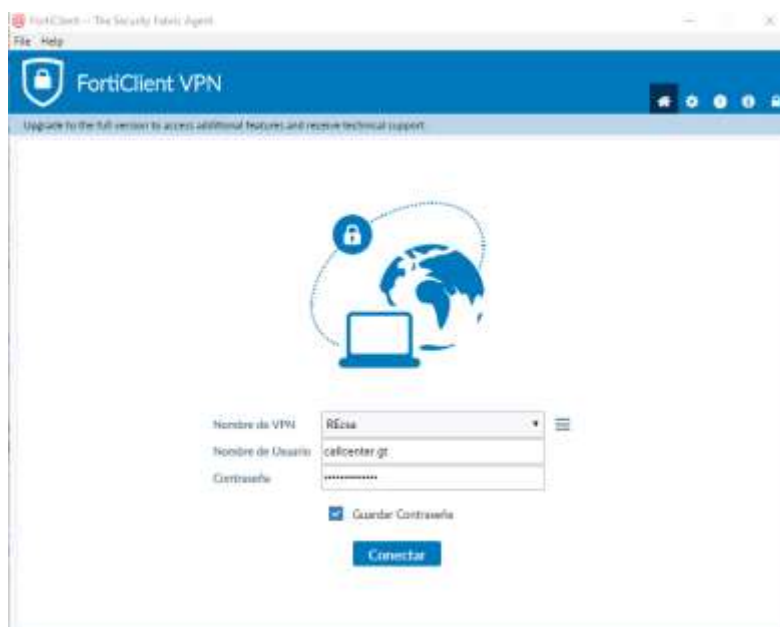 FortiClient -- The Security Fabric Agent
File Help
FortiClient VPN
Upgrade to the full version to access additional features and receive technical support.
Nombre de VPN REcsa
Nombre de Usuario callcenter.gt
Contraseña •••••••••••••
Guardar Contraseña
Conectar